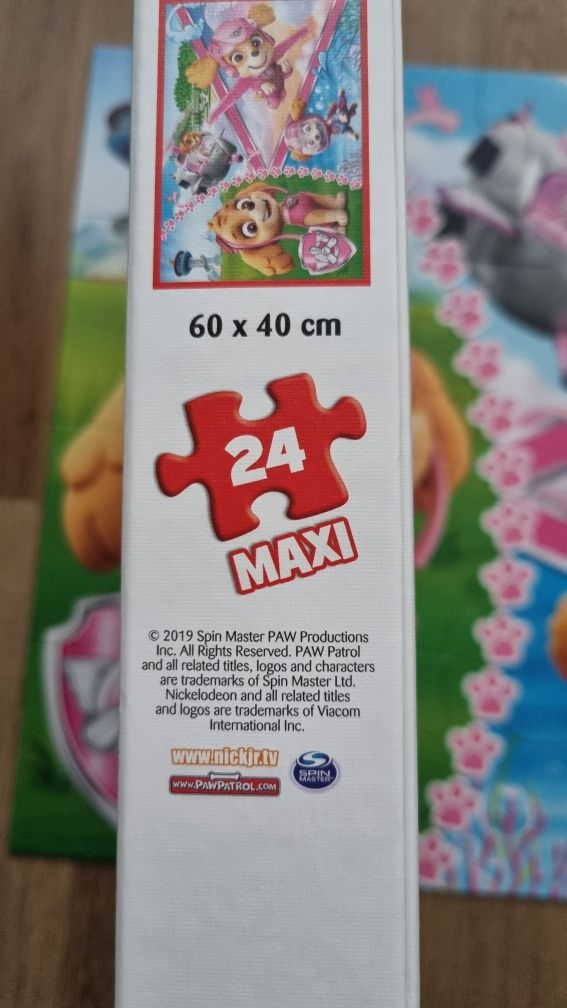 60 x 40 cm
24
MAXI
© 2019 Spin Master PAW Productions
Inc. All Rights Reserved. PAW Patrol
and all related titles, logos and characters
are trademarks of Spin Master Ltd.
Nickelodeon and all related titles
and logos are trademarks of Viacom
International Inc.
www.nickjr.tv
WWW.PAWPATROL.COM
SPIN
MASTER™